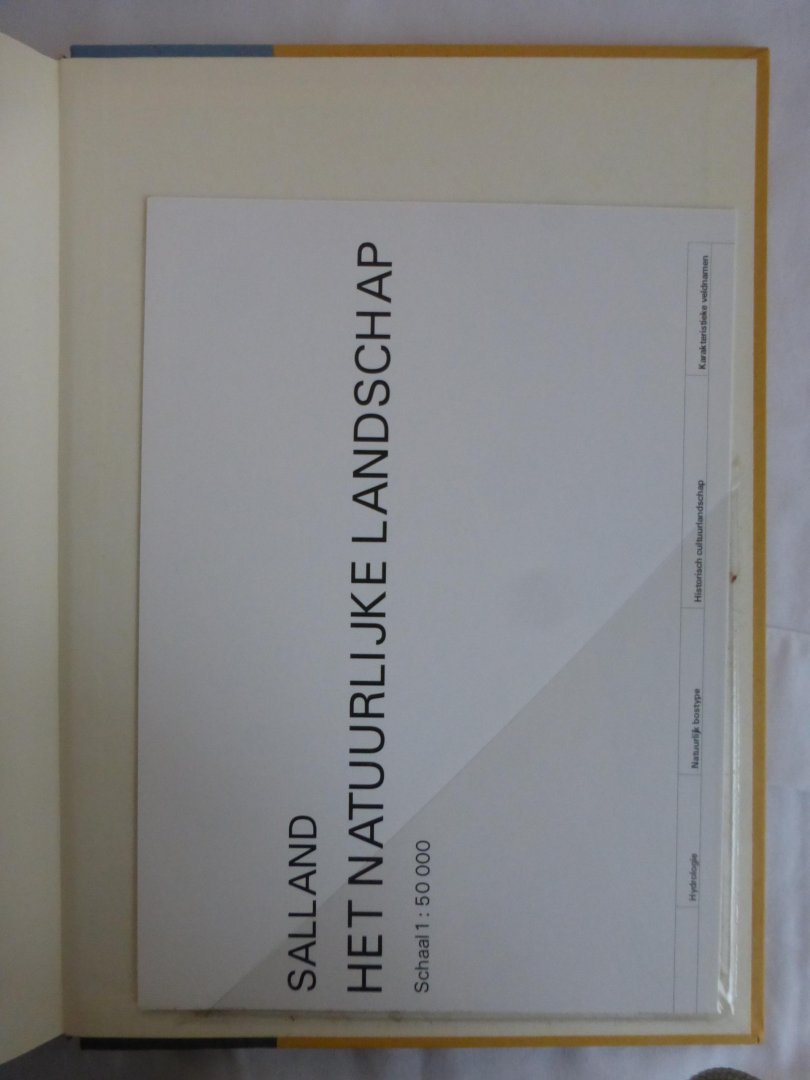 SALLAND
HET NATUURLIJKE LANDSCHAP
Schaal 1 : 50 000
Hydrologie
Natuurlijk bostype
Historisch cultuurlandschap
Karakteristieke veldnamen